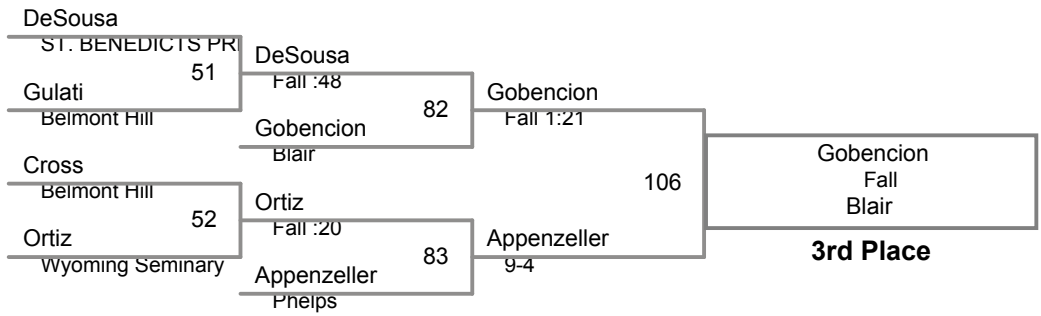 DeSousa
ST. BENEDICTS PR
51
Gulati
Belmont Hill
Cross
Belmont Hill
52
Ortiz
Wyoming Seminary
DeSousa
Fall :48
82
Gobencion
Blair
Ortiz
Fall :20
83
Appenzeller
Phelps
Gobencion
Fall 1:21
106
Appenzeller
9-4
Gobencion
Fall
Blair
3rd Place